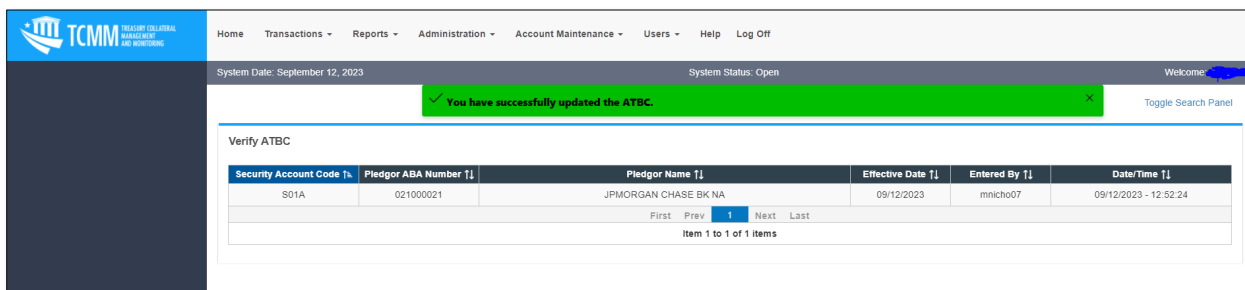 TCMM TREASURY COLLATERAL
MANAGEMENT
AND MONITORING
Home Transactions Reports Administration Account Maintenance Users Help Log Off
System Date: September 12, 2023 System Status: Open Welcome
You have successfully updated the ATBC. ×
Toggle Search Panel
Verify ATBC
Security Account Code Pledgor ABA Number Pledgor Name Effective Date Entered By Date/Time
S01A 021000021 JPMORGAN CHASE BK NA 09/12/2023 mnicho07 09/12/2023 - 12:52:24
First Prev 1 Next Last
Item 1 to 1 of 1 items